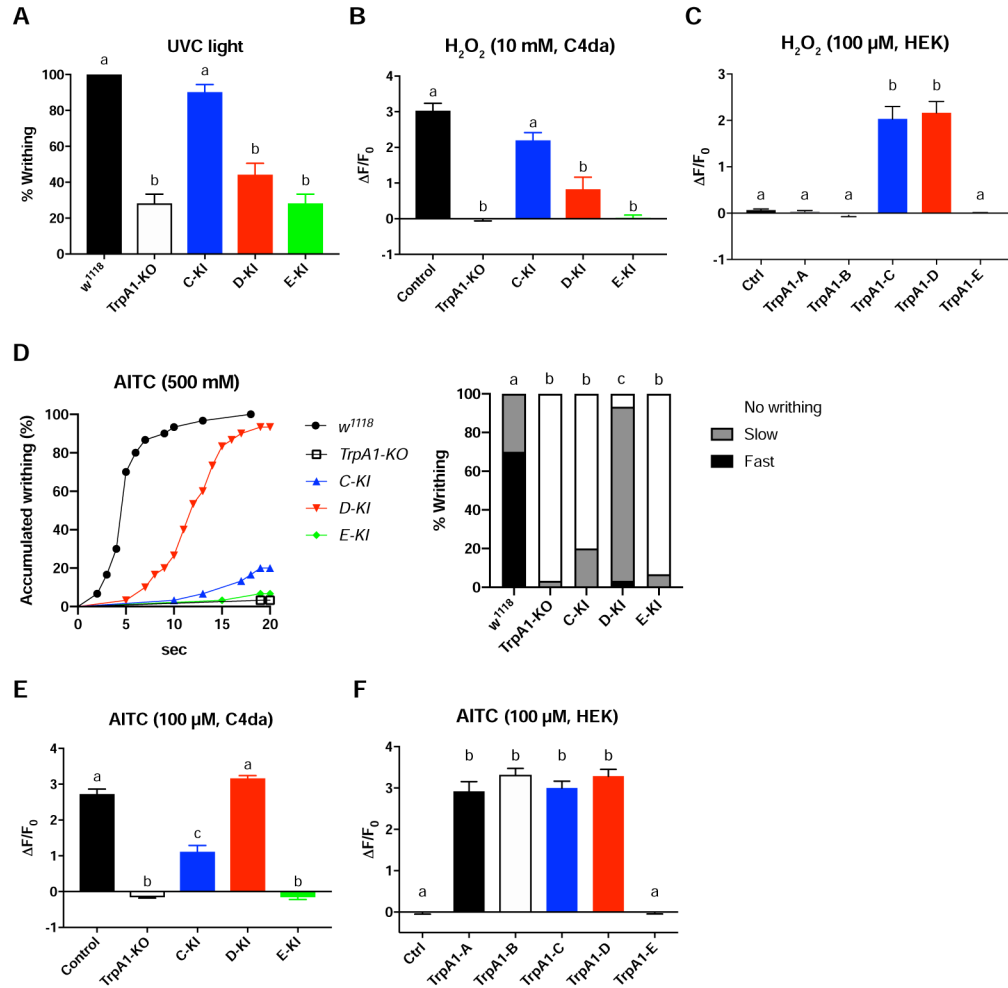 A
UVC light
% Writhing
100
80
60
40
20
0
a
b
a
b
b
w1118
TrpA1-KO
C-KI
D-KI
E-KI
B
H2O2 (10 mM, C4da)
ΔF/F0
4
3
2
1
0
-1
a
b
a
b
b
Control
TrpA1-KO
C-KI
D-KI
E-KI
C
H2O2 (100 µM, HEK)
ΔF/F0
3
2
1
0
-1
a
a
a
b
b
a
Ctrl
TrpA1-A
TrpA1-B
TrpA1-C
TrpA1-D
TrpA1-E
D
AITC (500 mM)
Accumulated writhing (%)
100
80
60
40
20
0
0
5
10
15
20
sec
w1118
TrpA1-KO
C-KI
D-KI
E-KI
% Writhing
100
80
60
40
20
0
a
b
b
c
b
w1118
TrpA1-KO
C-KI
D-KI
E-KI
No writhing
Slow
Fast
E
AITC (100 µM, C4da)
ΔF/F0
4
3
2
1
0
-1
a
b
c
a
b
Control
TrpA1-KO
C-KI
D-KI
E-KI
F
AITC (100 µM, HEK)
ΔF/F0
4
3
2
1
0
a
b
b
b
b
a
Ctrl
TrpA1-A
TrpA1-B
TrpA1-C
TrpA1-D
TrpA1-E